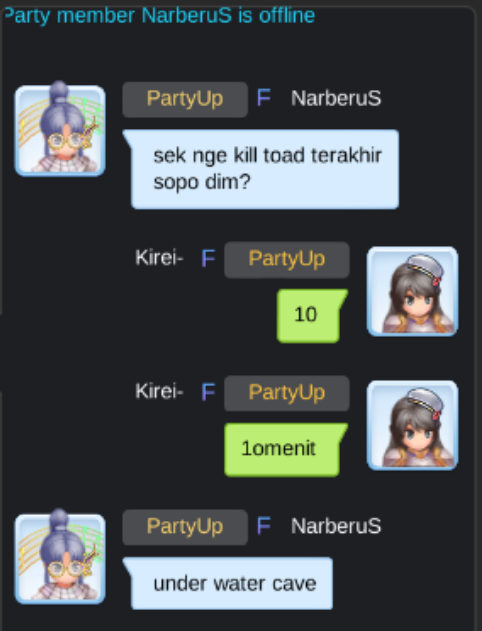 Party member NarberuS is offline
PartyUp F NarberuS
sek nge kill toad terakhir
sopo dim?
Kirei- F PartyUp
10
Kirei- F PartyUp
1omenit
PartyUp F NarberuS
under water cave